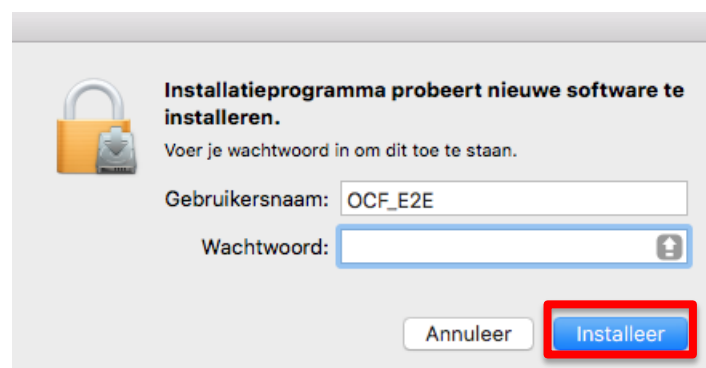 Installatieprogramma probeert nieuwe software te
installeren.
Voer je wachtwoord in om dit toe te staan.
Gebruikersnaam: OCF_E2E
Wachtwoord:
Annuleer Installeer